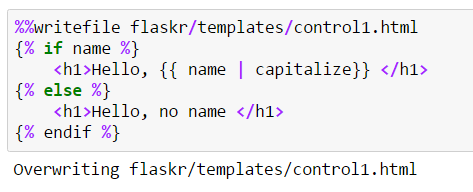 %%writefile flaskr/templates/control1.html
{% if name %}
    <h1>Hello, {{ name | capitalize}} </h1>
{% else %}
    <h1>Hello, no name </h1>
{% endif %}
Overwriting flaskr/templates/control1.html